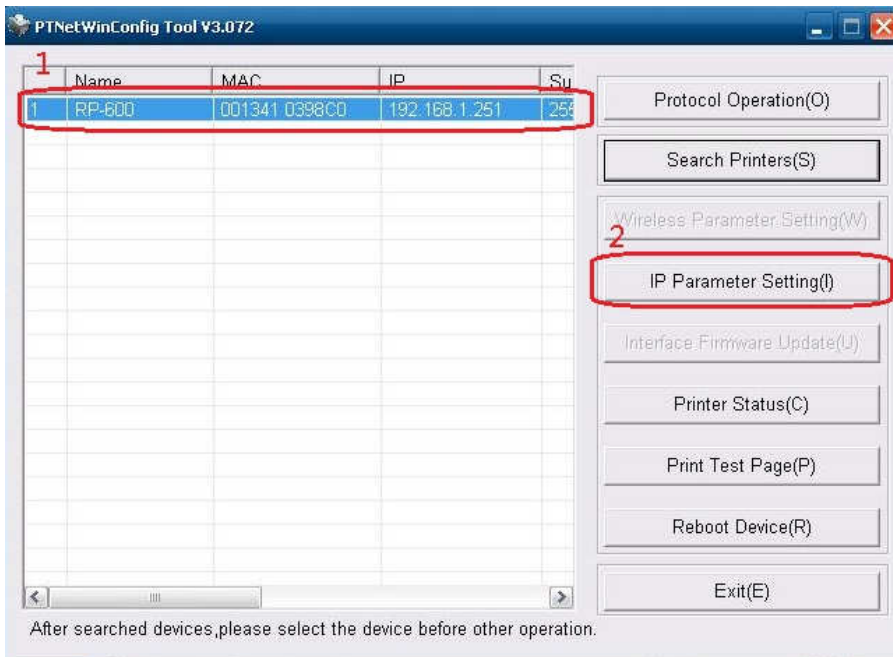 PTNetWinConfig Tool V3.072
1
Name MAC IP Su
1 RP-600 001341 0398C0 192.168.1.251 255
Protocol Operation(O)
Search Printers(S)
Wireless Parameter Setting(W)
2
IP Parameter Setting(I)
Interface Firmware Update(U)
Printer Status(C)
Print Test Page(P)
Reboot Device(R)
Exit(E)
After searched devices,please select the device before other operation.